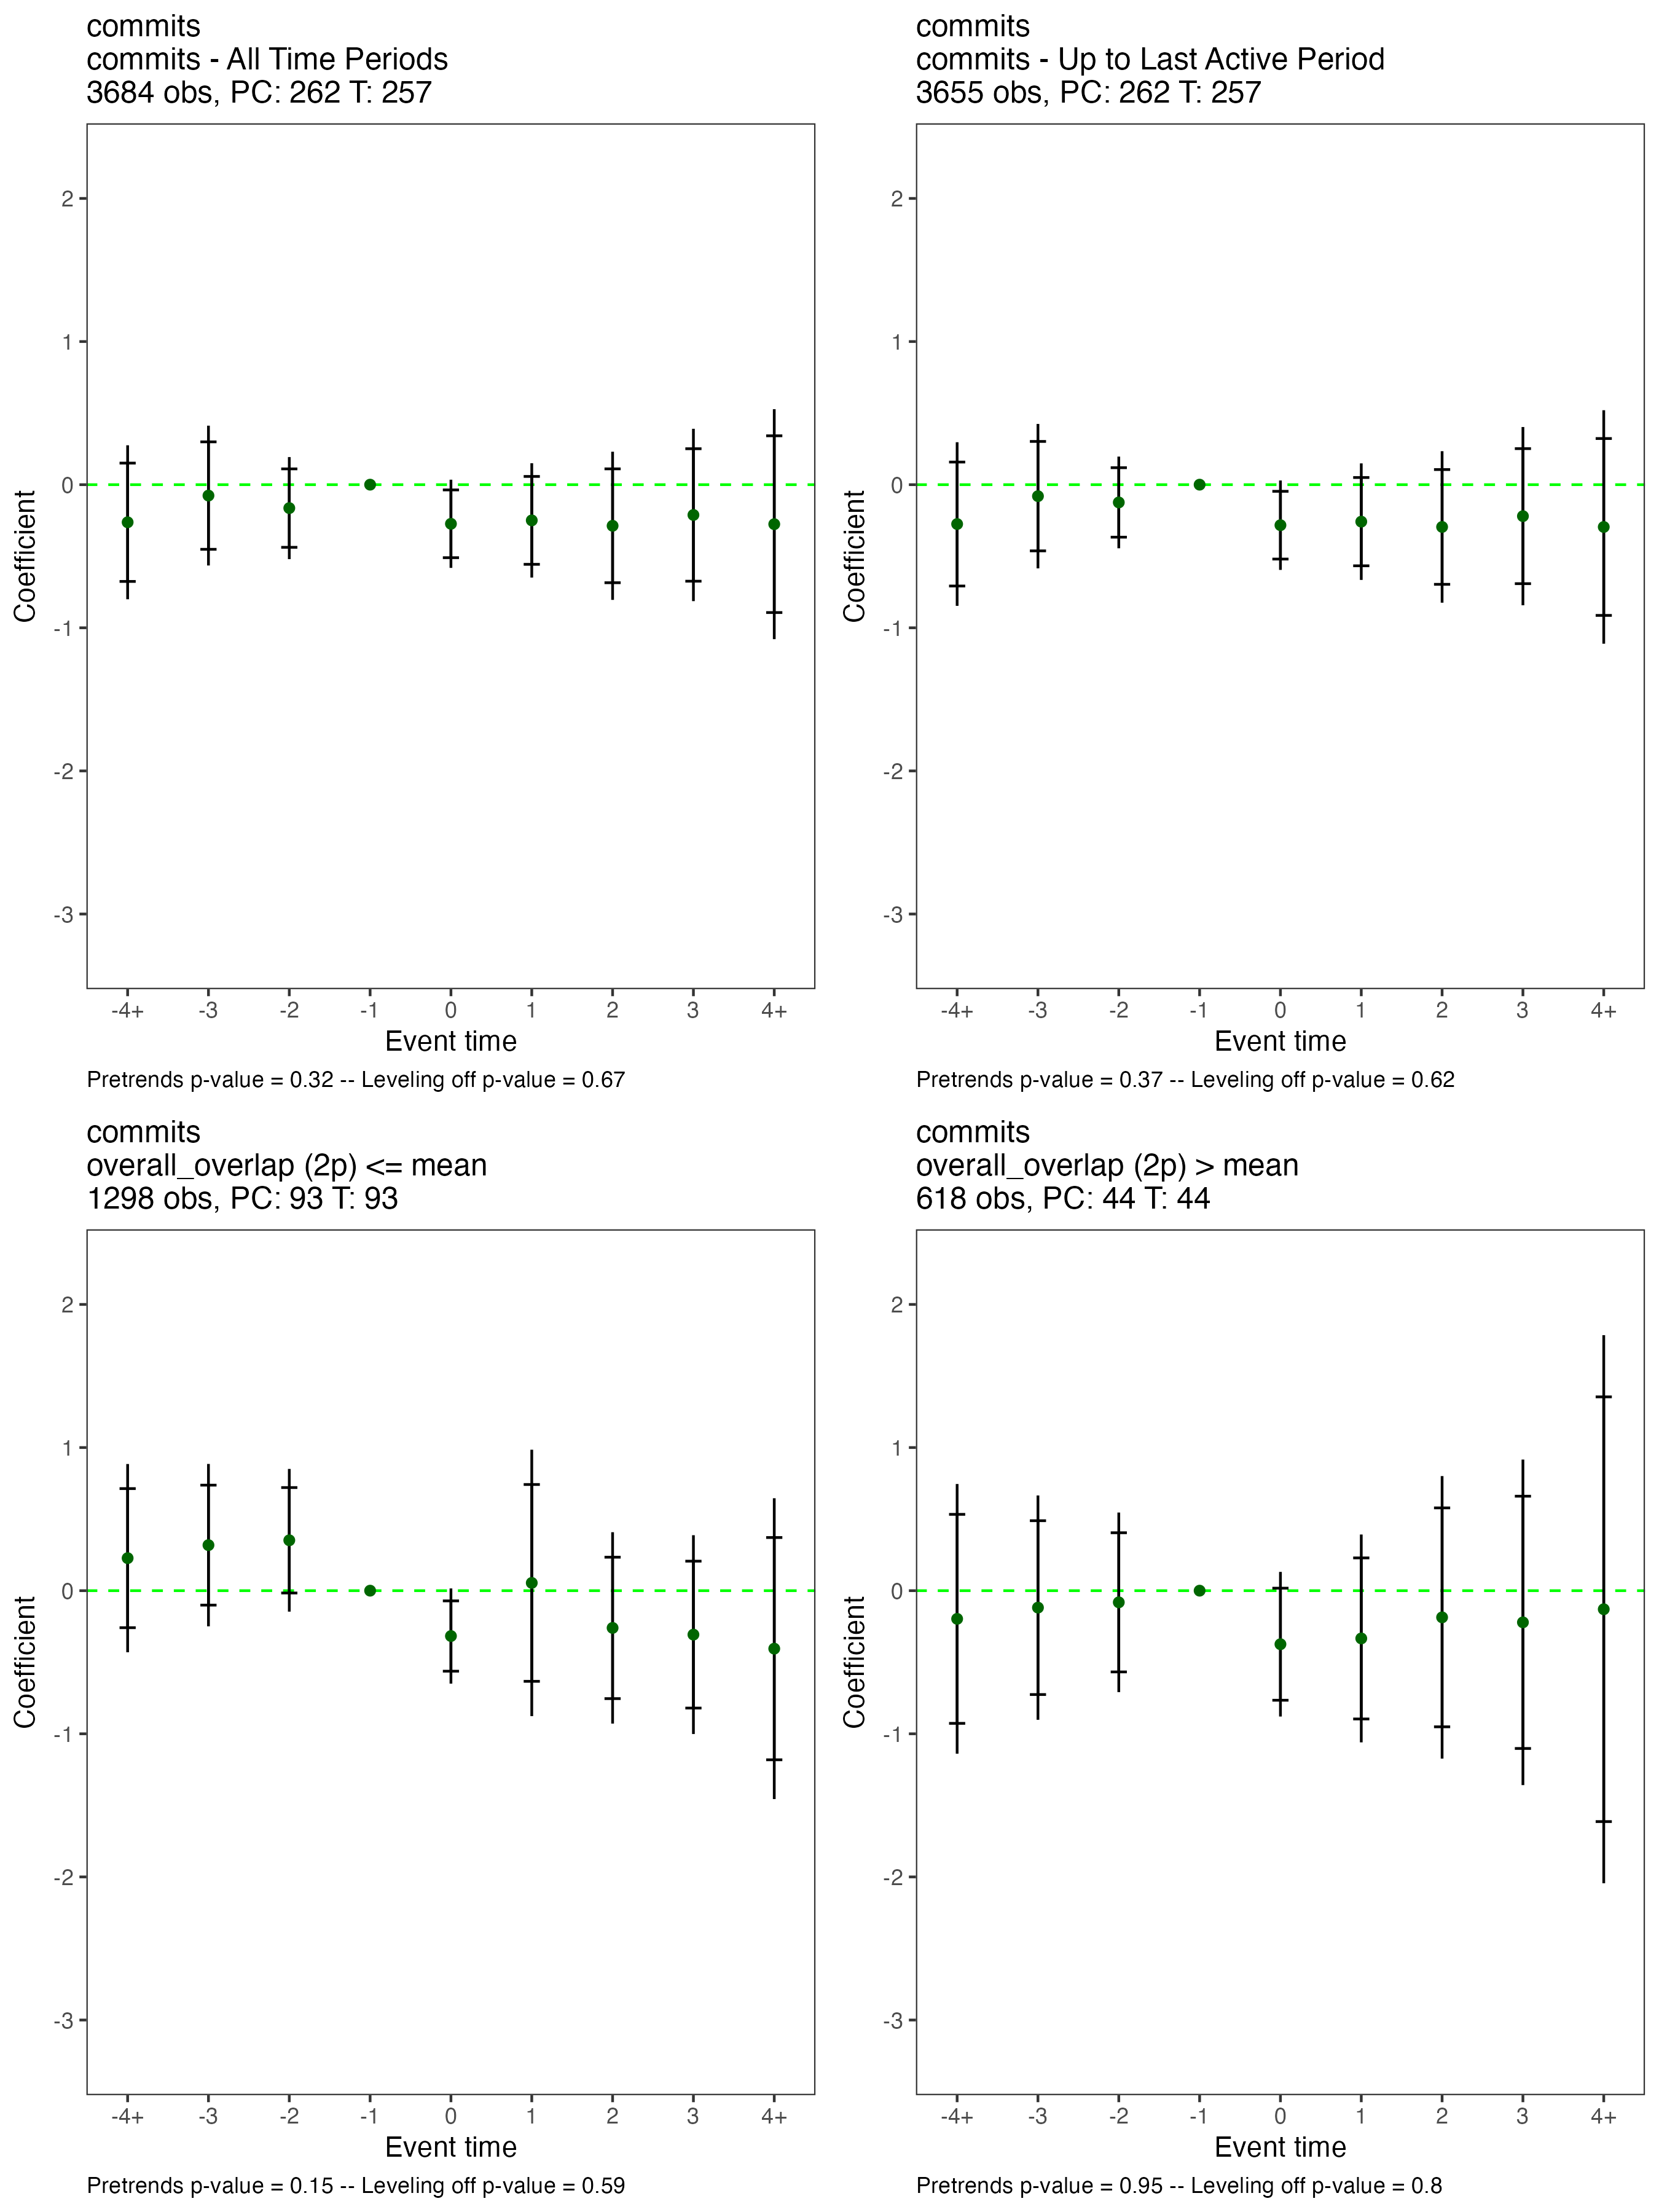 commits
commits - All Time Periods
3684 obs, PC: 262 T: 257
2
1
0
-1
-2
-3
Coefficient
-4+ -3 -2 -1 0 1 2 3 4+
Event time
Pretrends p-value = 0.32 -- Leveling off p-value = 0.67
commits
commits - Up to Last Active Period
3655 obs, PC: 262 T: 257
2
1
0
-1
-2
-3
Coefficient
-4+ -3 -2 -1 0 1 2 3 4+
Event time
Pretrends p-value = 0.37 -- Leveling off p-value = 0.62
commits
overall_overlap (2p) <= mean
1298 obs, PC: 93 T: 93
2
1
0
-1
-2
-3
Coefficient
-4+ -3 -2 -1 0 1 2 3 4+
Event time
Pretrends p-value = 0.15 -- Leveling off p-value = 0.59
commits
overall_overlap (2p) > mean
618 obs, PC: 44 T: 44
2
1
0
-1
-2
-3
Coefficient
-4+ -3 -2 -1 0 1 2 3 4+
Event time
Pretrends p-value = 0.95 -- Leveling off p-value = 0.8